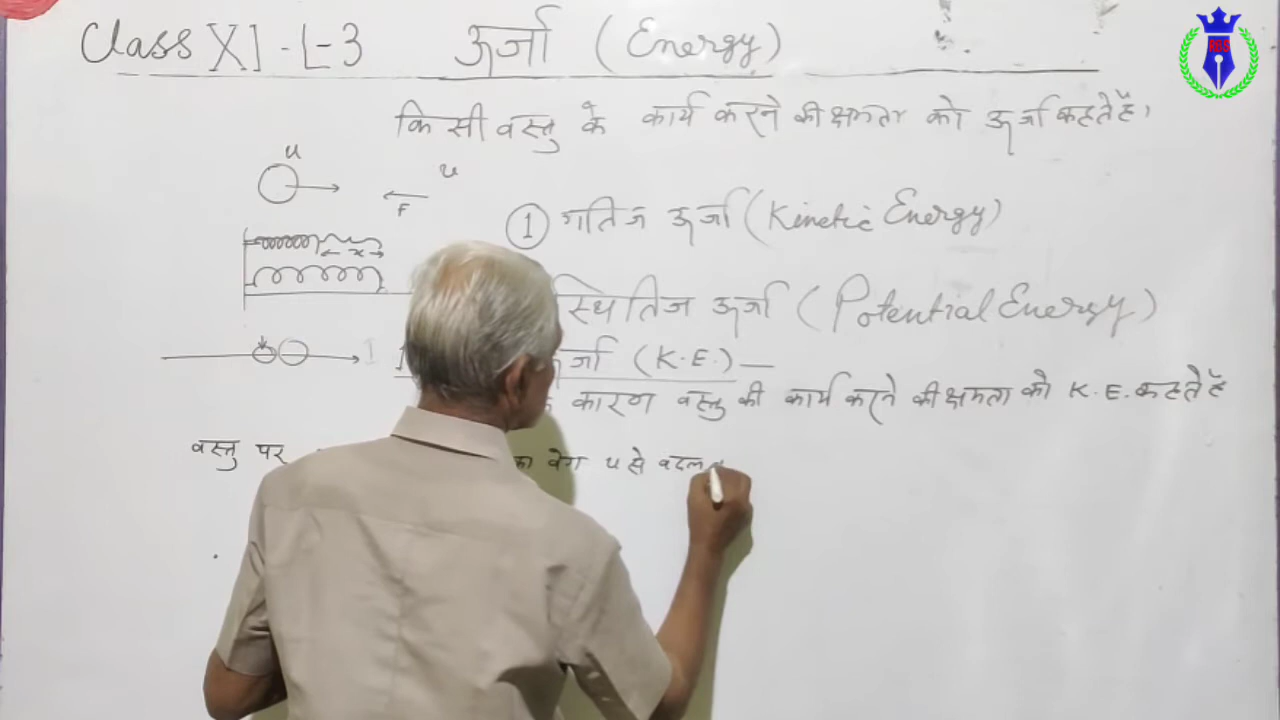 Class XI - L-3 ऊर्जा (Energy)
RGS
किसी वस्तु के कार्य करने की क्षमता को ऊर्जा कहते हैं।
u
u
F
① गतिज ऊर्जा (Kinetic Energy)
x
स्थितिज ऊर्जा (Potential Energy)
र्जा (K.E.) —
के कारण वस्तु की कार्य करने की क्षमता को K.E. कहते हैं
वस्तु पर का वेग u से बदल